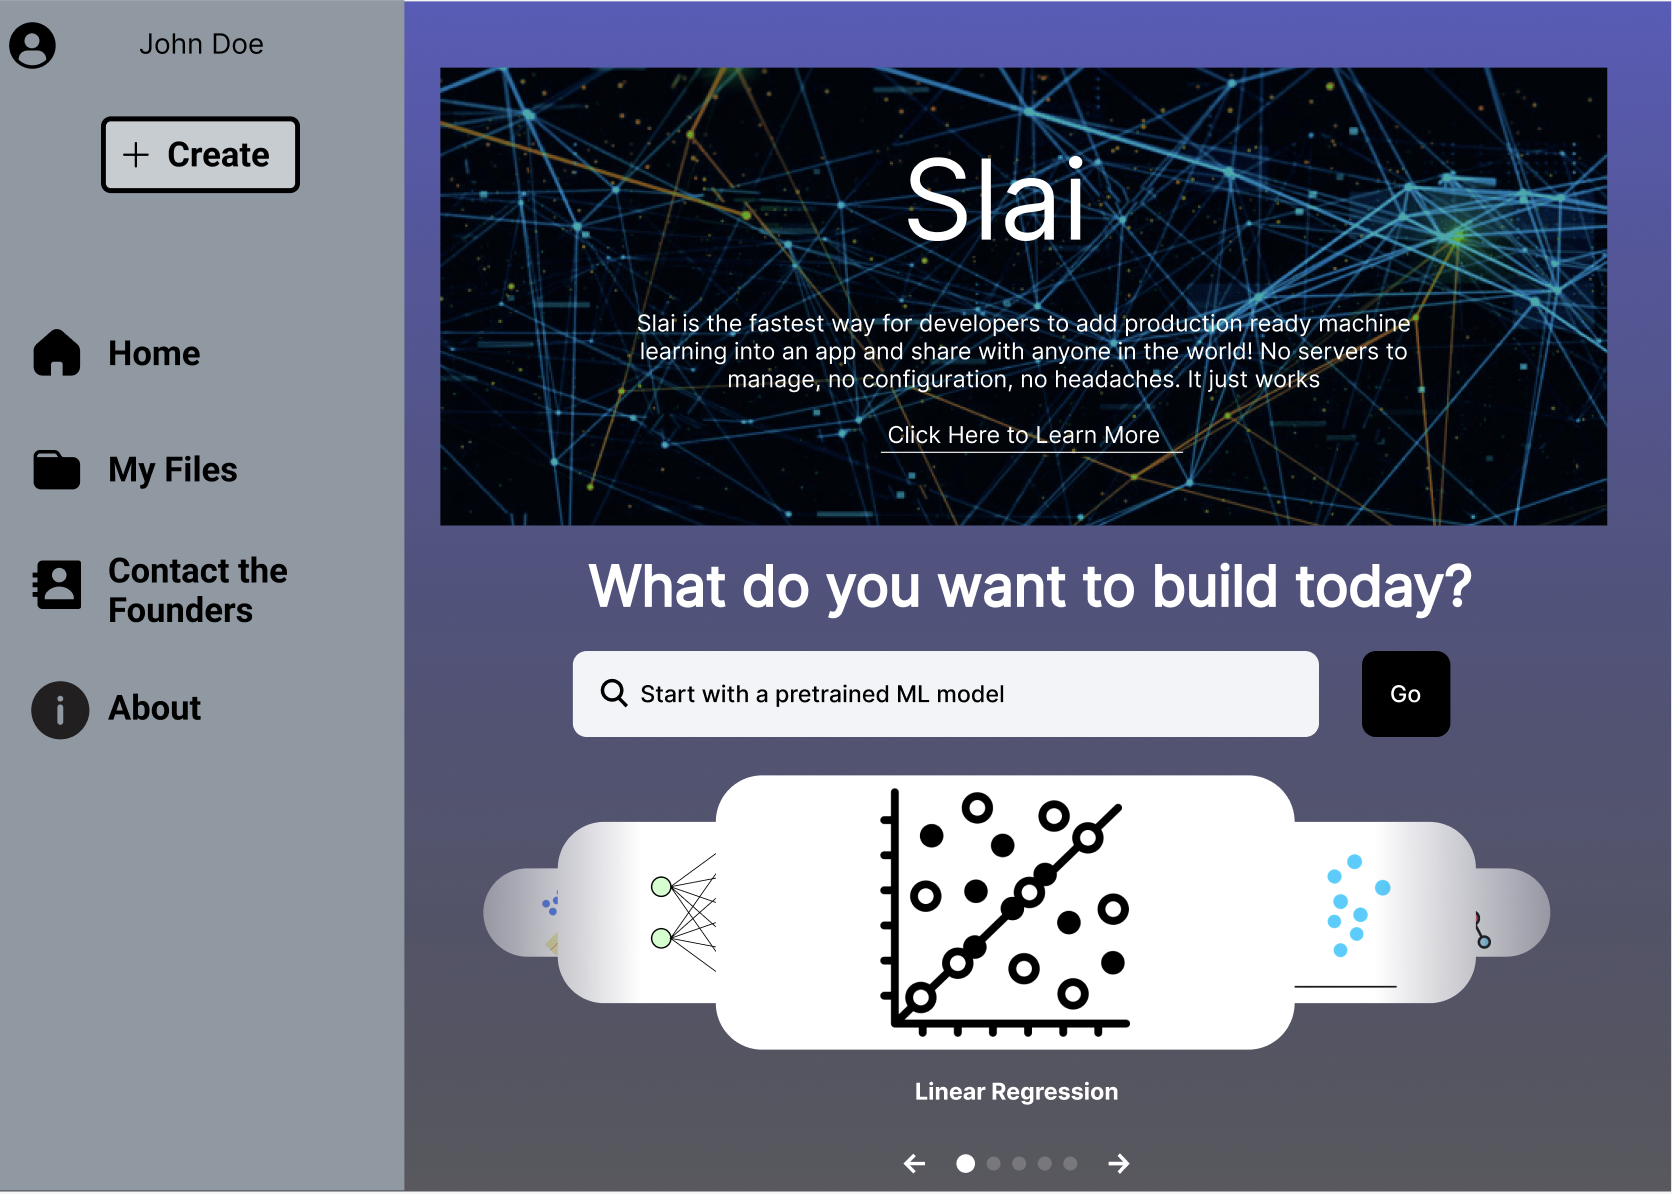 John Doe
Create
Home
My Files
Contact the
Founders
About
Slai
Slai is the fastest way for developers to add production ready machine
learning into an app and share with anyone in the world! No servers to
manage, no configuration, no headaches. It just works
Click Here to Learn More
What do you want to build today?
Start with a pretrained ML model
Go
Linear Regression